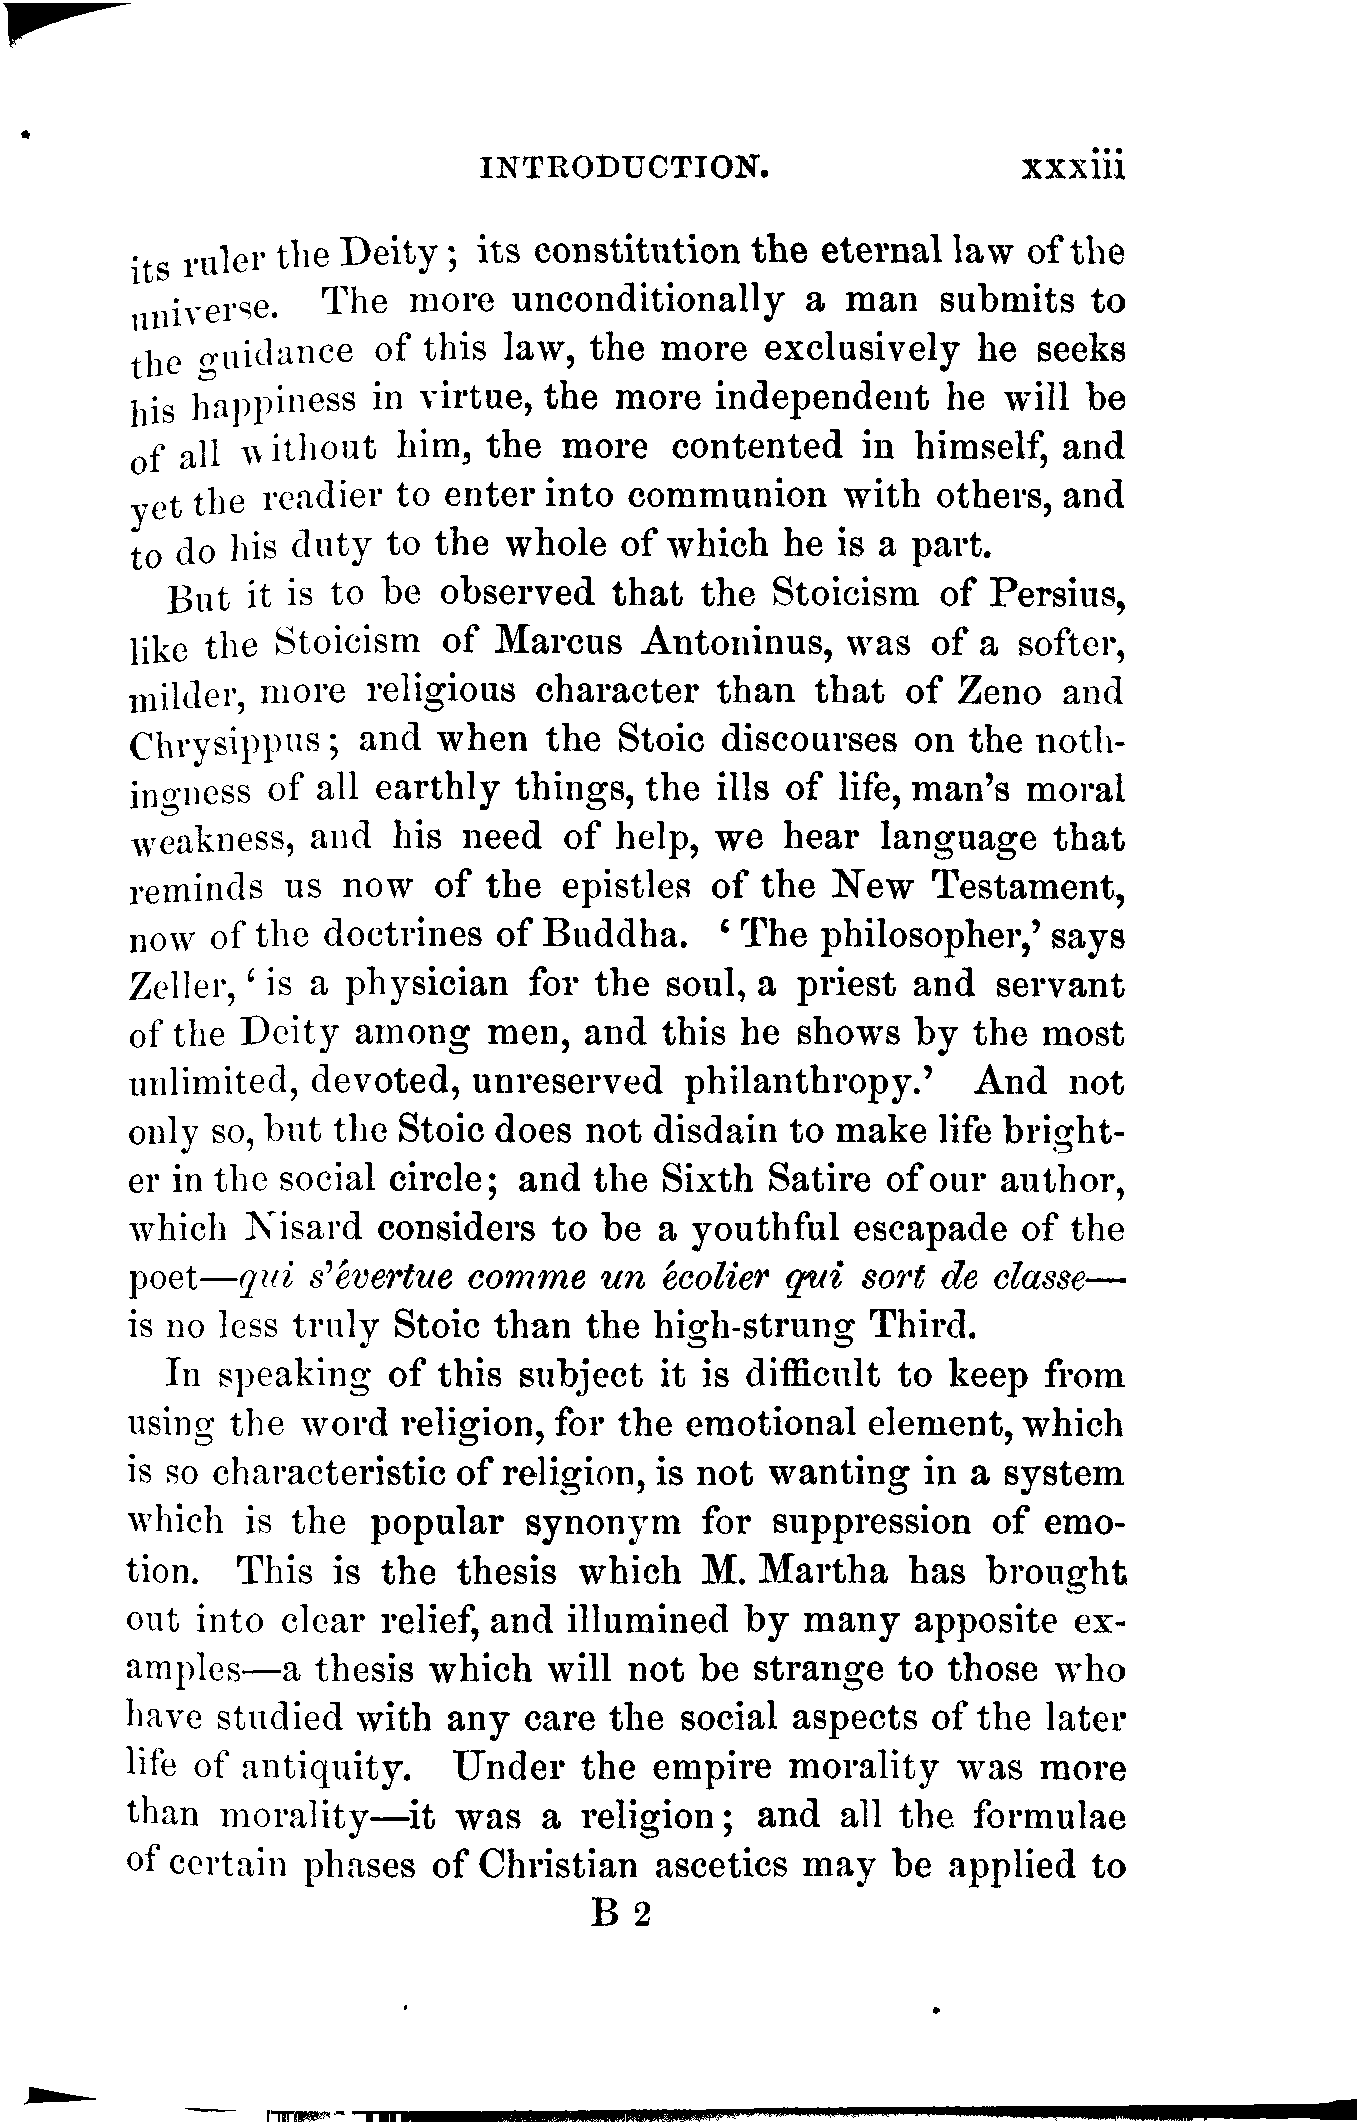 INTRODUCTION. xxxiii
its ruler the Deity; its constitution the eternal law of the
universe. The more unconditionally a man submits to
the guidance of this law, the more exclusively he seeks
his happiness in virtue, the more independent he will be
of all without him, the more contented in himself, and
yet the readier to enter into communion with others, and
to do his duty to the whole of which he is a part.
But it is to be observed that the Stoicism of Persius,
like the Stoicism of Marcus Antoninus, was of a softer,
milder, more religious character than that of Zeno and
Chrysippus; and when the Stoic discourses on the noth-
ingness of all earthly things, the ills of life, man's moral
weakness, and his need of help, we hear language that
reminds us now of the epistles of the New Testament,
now of the doctrines of Buddha. ‘The philosopher,’ says
Zeller, ‘is a physician for the soul, a priest and servant
of the Deity among men, and this he shows by the most
unlimited, devoted, unreserved philanthropy.’ And not
only so, but the Stoic does not disdain to make life bright-
er in the social circle; and the Sixth Satire of our author,
which Nisard considers to be a youthful escapade of the
poet—qui s'évertue comme un écolier qui sort de classe—
is no less truly Stoic than the high-strung Third.
In speaking of this subject it is difficult to keep from
using the word religion, for the emotional element, which
is so characteristic of religion, is not wanting in a system
which is the popular synonym for suppression of emo-
tion. This is the thesis which M. Martha has brought
out into clear relief, and illumined by many apposite ex-
amples—a thesis which will not be strange to those who
have studied with any care the social aspects of the later
life of antiquity. Under the empire morality was more
than morality—it was a religion; and all the formulae
of certain phases of Christian ascetics may be applied to
B 2